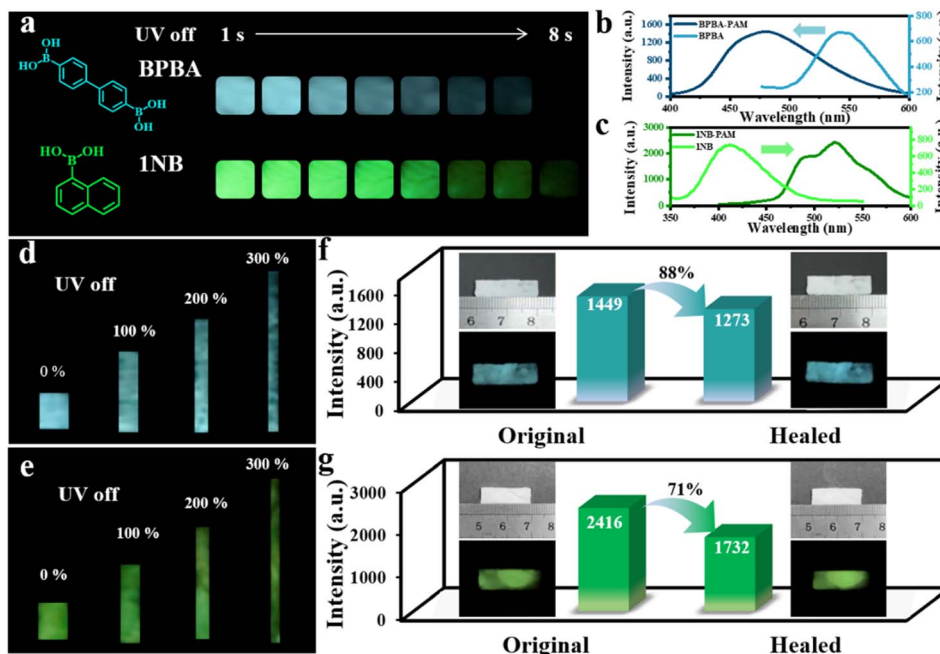 a
UV off
1 s
8 s
BPBA
OH
HO
B
B
OH
HO
1NB
HO
OH
B
b
BPBA-PAM
BPBA
1600
1200
800
400
0
800
600
400
200
400
450
500
550
600
Wavelength (nm)
Intensity (a.u.)
Intensity (a.u.)
c
1NB-PAM
1NB
3000
2000
1000
0
800
600
400
200
0
350
400
450
500
550
600
Wavelength (nm)
Intensity (a.u.)
Intensity (a.u.)
d
UV off
0 %
100 %
200 %
300 %
e
UV off
0 %
100 %
200 %
300 %
f
Intensity (a.u.)
1600
1200
800
400
0
6 7 8
1449
88%
1273
6 7 8
Original
Healed
g
Intensity (a.u.)
3000
2000
1000
0
5 6 7 8
2416
71%
1732
5 6 7 8
Original
Healed